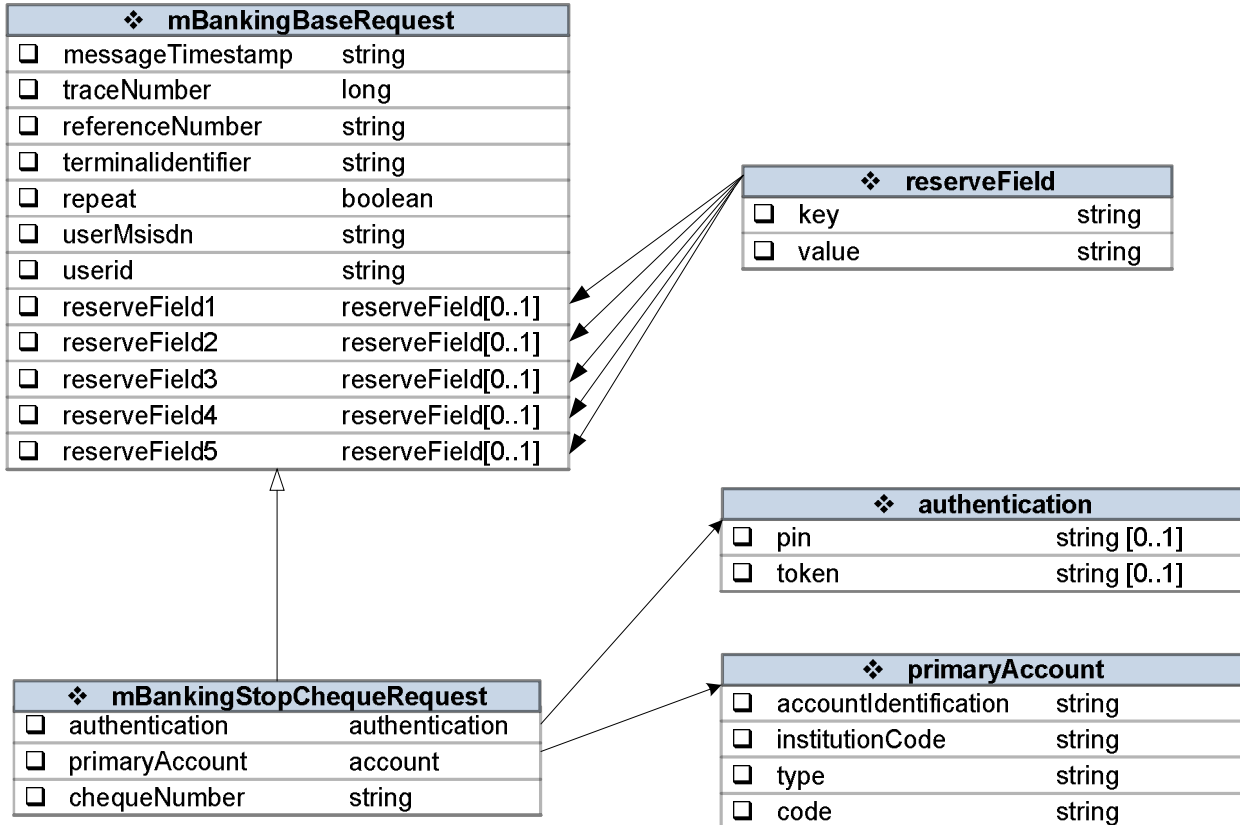 mBankingBaseRequest
messageTimestamp string
traceNumber long
referenceNumber string
terminalidentifier string
repeat boolean
userMsisdn string
userid string
reserveField1 reserveField[0..1]
reserveField2 reserveField[0..1]
reserveField3 reserveField[0..1]
reserveField4 reserveField[0..1]
reserveField5 reserveField[0..1]
reserveField
key string
value string
authentication
pin string [0..1]
token string [0..1]
mBankingStopChequeRequest
authentication authentication
primaryAccount account
chequeNumber string
primaryAccount
accountIdentification string
institutionCode string
type string
code string